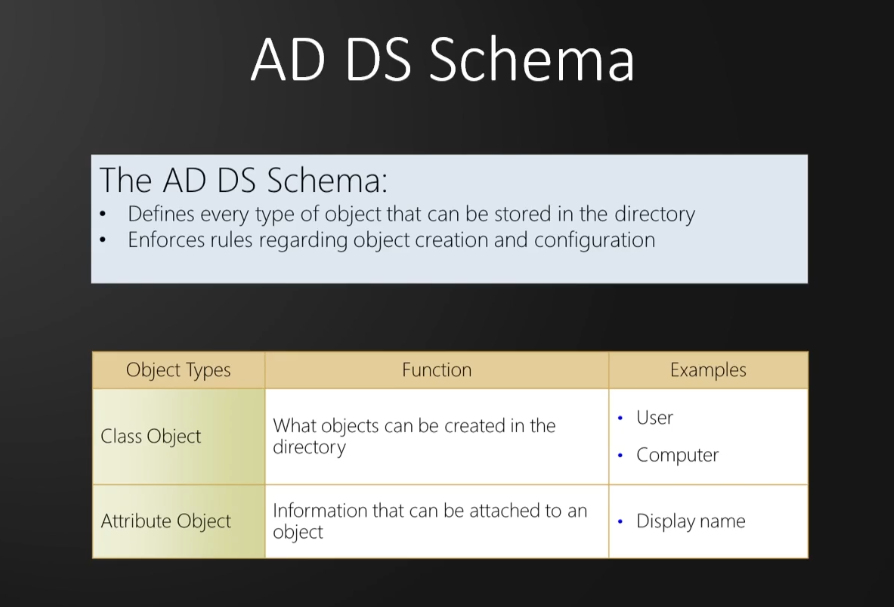 AD DS Schema
The AD DS Schema:
• Defines every type of object that can be stored in the directory
• Enforces rules regarding object creation and configuration
Object Types Function Examples
Class Object
What objects can be created in the
directory
• User
• Computer
Attribute Object
Information that can be attached to an
object
• Display name